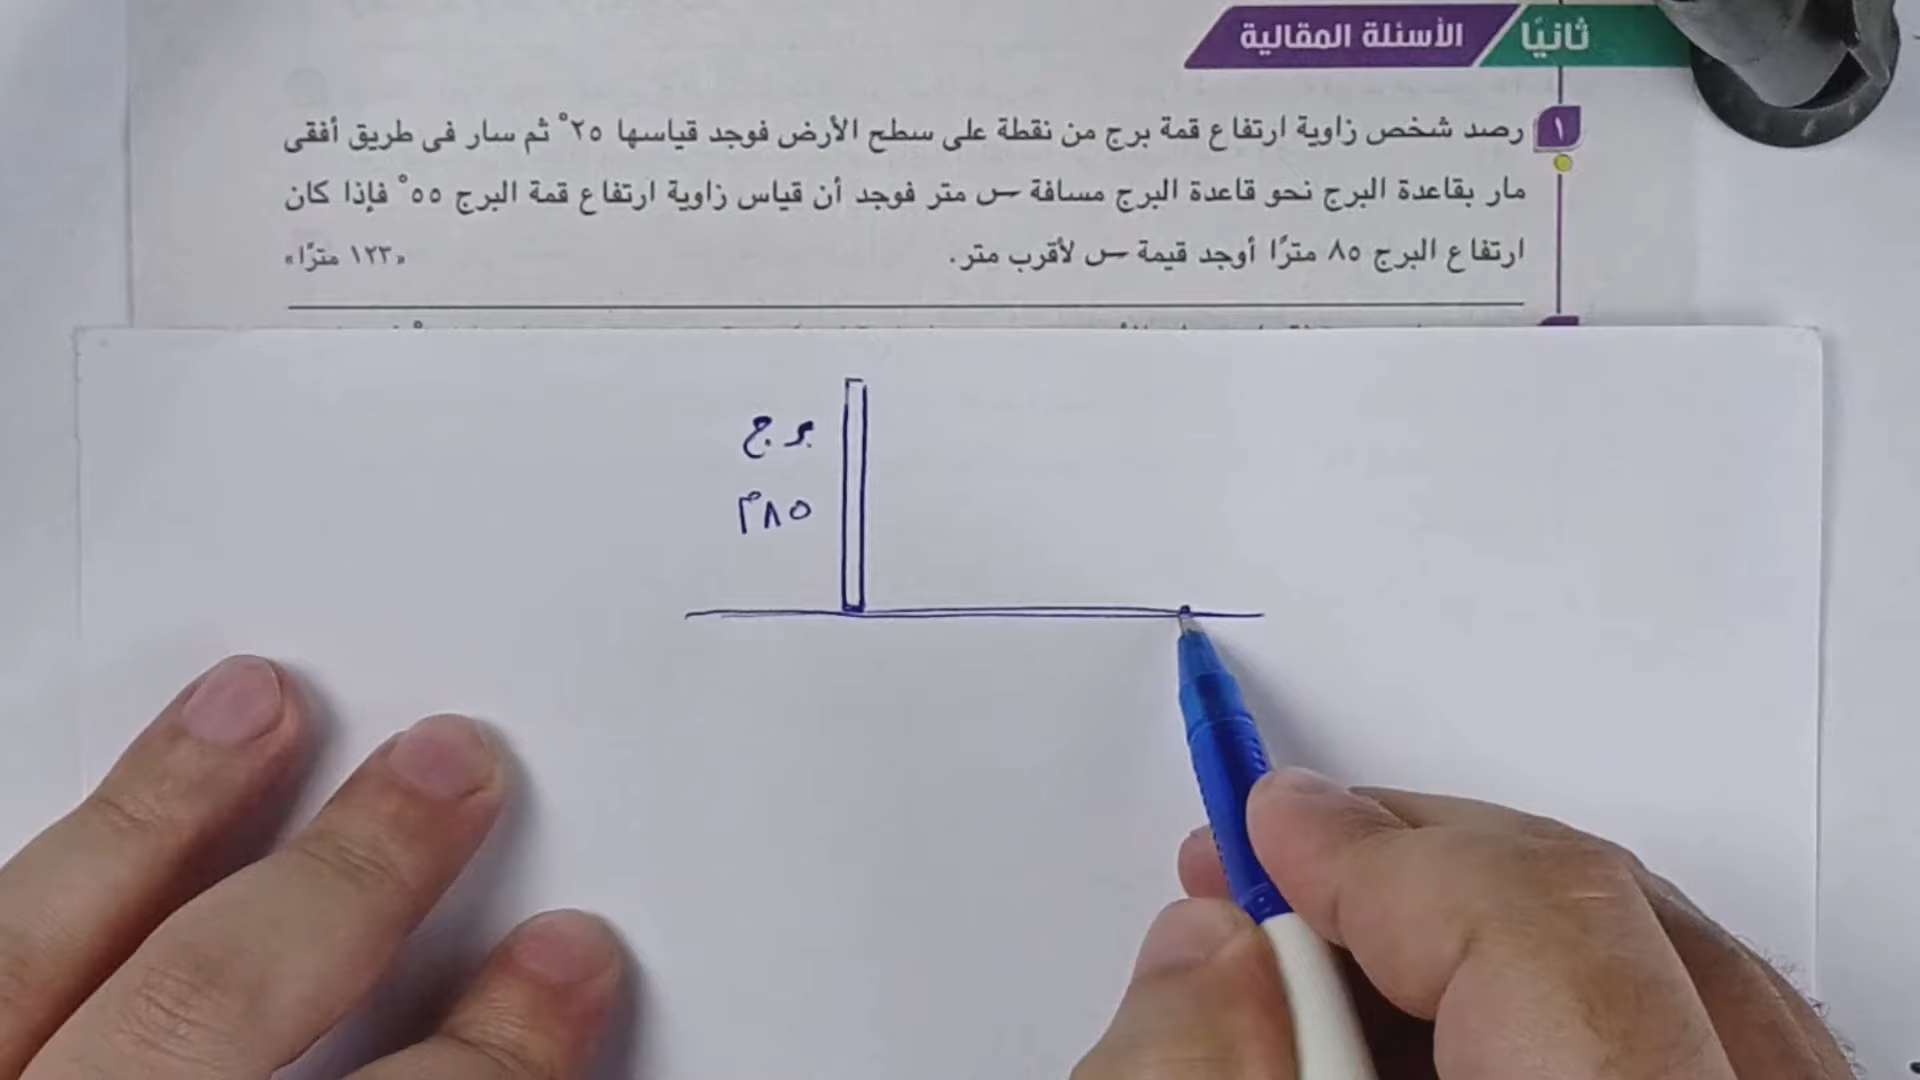 ثانيًا الأسئلة المقالية
١ رصد شخص زاوية ارتفاع قمة برج من نقطة على سطح الأرض فوجد قياسها ٢٥° ثم سار فى طريق أفقى
مار بقاعدة البرج نحو قاعدة البرج مسافة س متر فوجد أن قياس زاوية ارتفاع قمة البرج ٥٥° فإذا كان
ارتفاع البرج ٨٥ مترًا أوجد قيمة س لأقرب متر. «١٢٣ مترًا»
برج
٨٥م